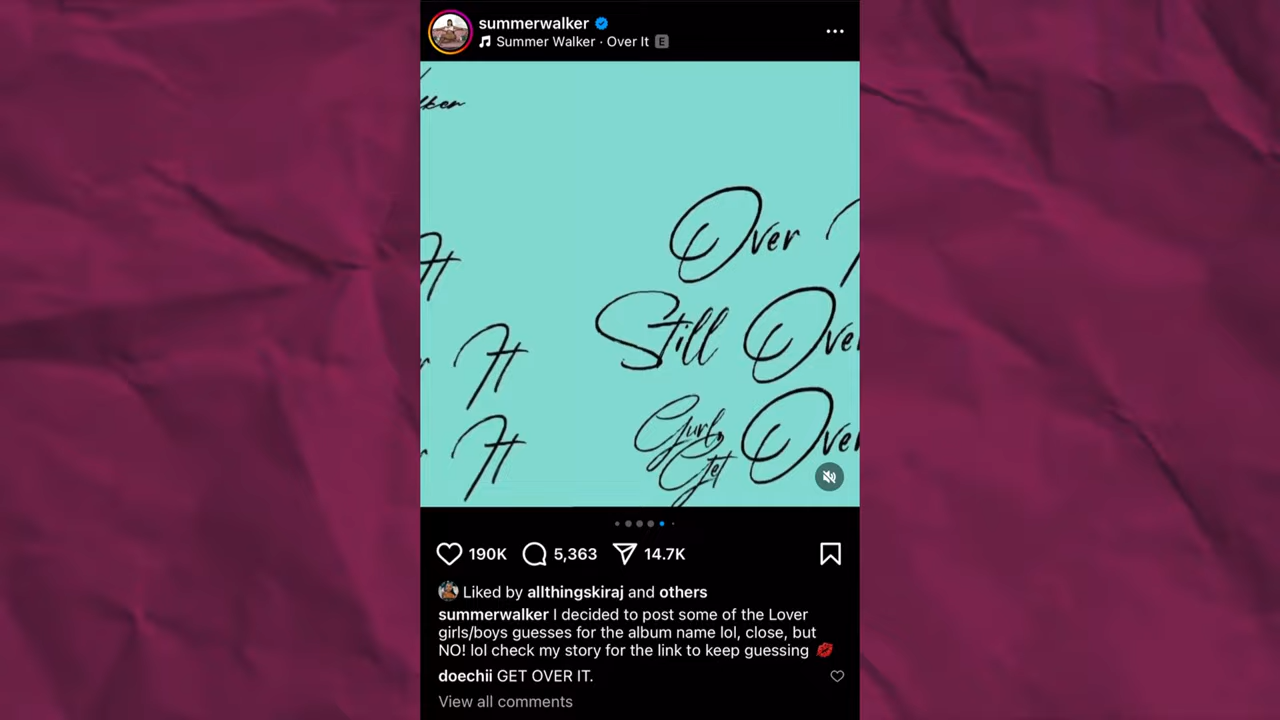 summerwalker
Summer Walker · Over It E
lker
It
Over
Still Over
r It
Gurl, Get Over
r It
190K 5,363 14.7K
Liked by allthingskiraj and others
summerwalker I decided to post some of the Lover
girls/boys guesses for the album name lol, close, but
NO! lol check my story for the link to keep guessing 💋
doechii GET OVER IT.
View all comments